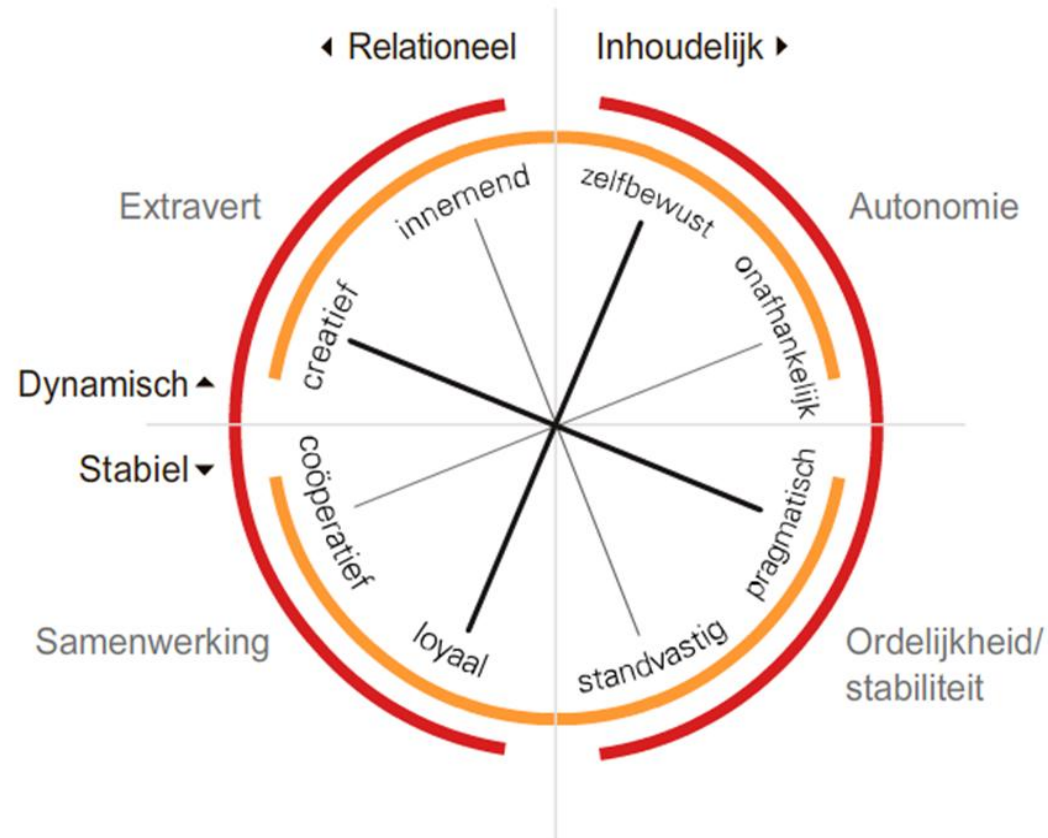 Relationeel
Inhoudelijk
Extravert
Autonomie
innemend
zelfbewust
creatief
onafhankelijk
Dynamisch
Stabiel
coöperatief
pragmatisch
loyaal
standvastig
Samenwerking
Ordelijkheid/
stabiliteit